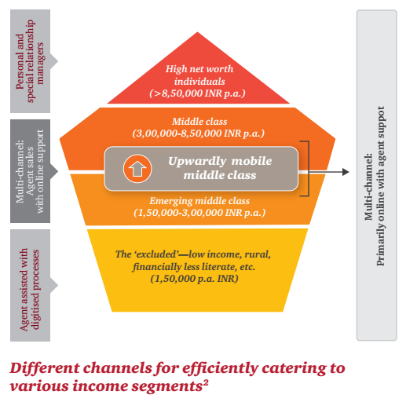 Personal and
special relationship
managers
High net worth
individuals
(>8,50,000 INR p.a.)
Multi-channel:
Agent sales
with online support
Middle class
(3,00,000-8,50,000 INR p.a.)
Upwardly mobile
middle class
Emerging middle class
(1,50,000-3,00,000 INR p.a.)
Agent assisted with
digitised processes
The ‘excluded’—low income, rural,
financially less literate, etc.
(1,50,000 p.a. INR)
Multi-channel:
Primarily online with agent suppot
Different channels for efficiently catering to
various income segments²